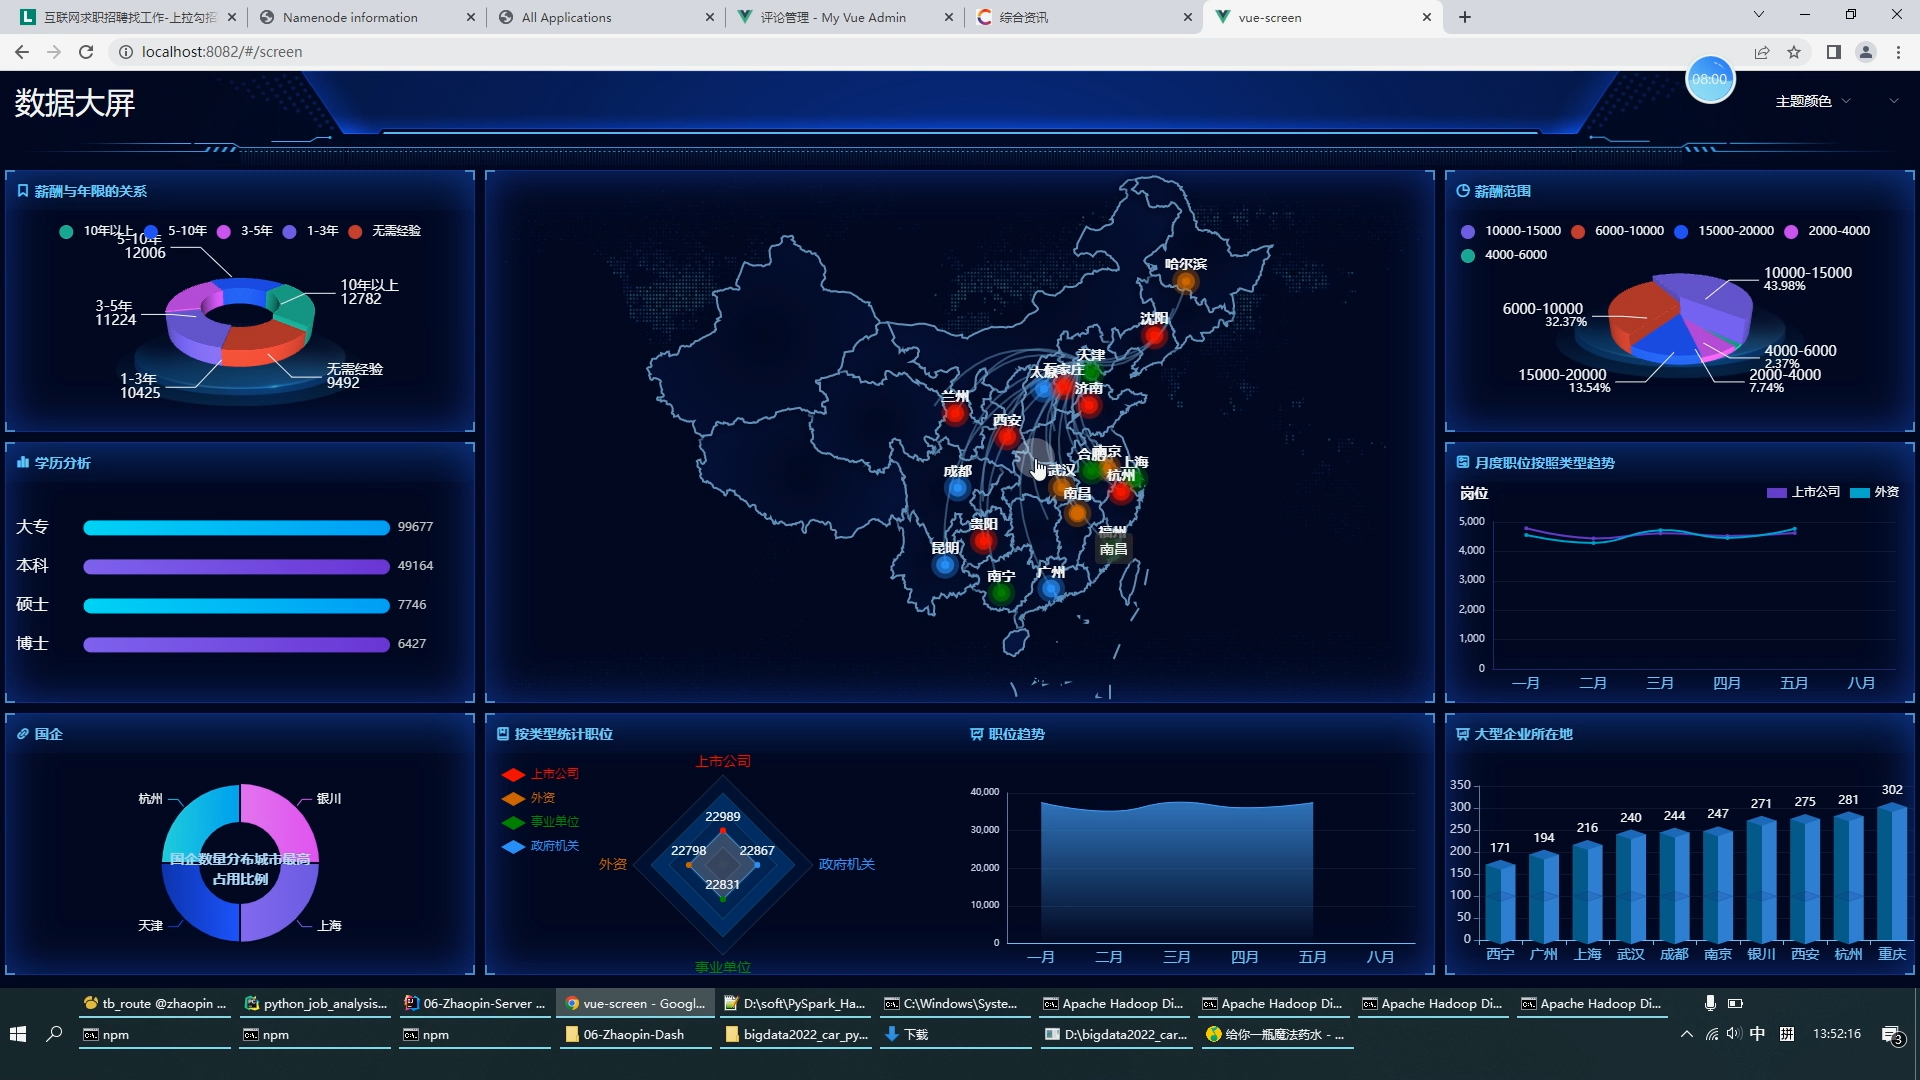 互联网求职招聘找工作-上拉勾招
Namenode information
All Applications
评论管理 - My Vue Admin
综合资讯
vue-screen
localhost:8082/#/screen
08:00
数据大屏
主题颜色
薪酬与年限的关系
10年以上
5-10年
3-5年
1-3年
无需经验
5-10年
12006
10年以上
12782
3-5年
11224
无需经验
9492
1-3年
10425
学历分析
大专
99677
本科
49164
硕士
7746
博士
6427
国企
杭州
银川
国企数量分布城市最高
占用比例
天津
上海
哈尔滨
沈阳
天津
石家庄
太原
济南
兰州
西安
南京
合肥
上海
武汉
杭州
成都
南昌
贵阳
福州
南昌
昆明
南宁
广州
按类型统计职位
上市公司
外资
事业单位
政府机关
上市公司
22989
22798
22867
外资
政府机关
22831
事业单位
职位趋势
40,000
30,000
20,000
10,000
0
一月
二月
三月
四月
五月
八月
薪酬范围
10000-15000
6000-10000
15000-20000
2000-4000
4000-6000
10000-15000
43.98%
6000-10000
32.37%
4000-6000
2.37%
15000-20000
13.54%
2000-4000
7.74%
月度职位按照类型趋势
岗位
上市公司
外资
5,000
4,000
3,000
2,000
1,000
0
一月
二月
三月
四月
五月
八月
大型企业所在地
350
300
250
200
150
100
50
0
171
194
216
240
244
247
271
275
281
302
西宁
广州
上海
武汉
成都
南京
银川
西安
杭州
重庆
tb_route @zhaopin ...
python_job_analysis...
06-Zhaopin-Server ...
vue-screen - Googl...
D:\soft\PySpark_Ha...
C:\Windows\Syste...
Apache Hadoop Di...
Apache Hadoop Di...
Apache Hadoop Di...
Apache Hadoop Di...
npm
npm
npm
06-Zhaopin-Dash
bigdata2022_car_py...
下载
D:\bigdata2022_car...
给你一瓶魔法药水 - ...
中
拼
13:52:16
3